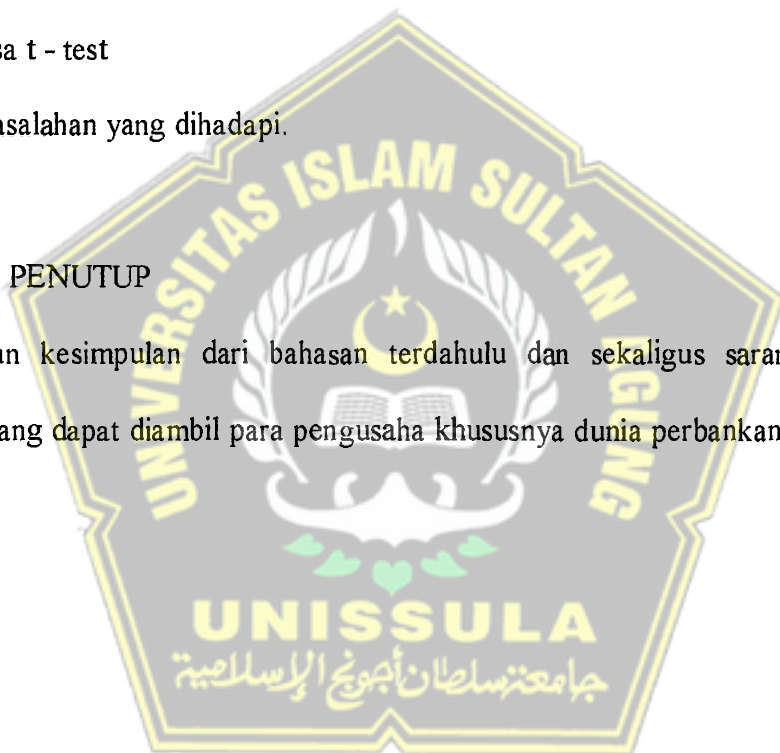 sa t - test
asalahan yang dihadapi.
UNIVERSITAS ISLAM SULTAN AGUNG
PENUTUP
an kesimpulan dari bahasan terdahulu dan sekaligus saran
ang dapat diambil para pengusaha khususnya dunia perbankan
UNISSULA
جامعة سلطان أجونج الإسلامية